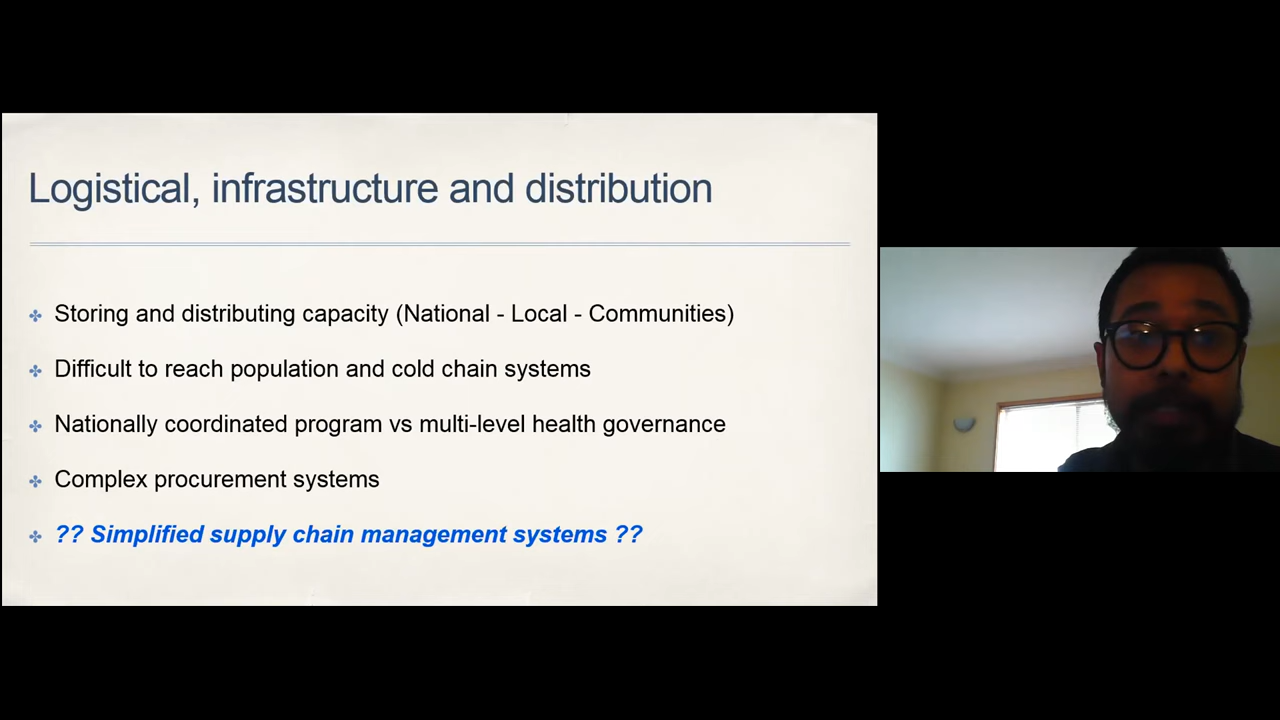 Logistical, infrastructure and distribution
Storing and distributing capacity (National - Local - Communities)
Difficult to reach population and cold chain systems
Nationally coordinated program vs multi-level health governance
Complex procurement systems
?? Simplified supply chain management systems ??